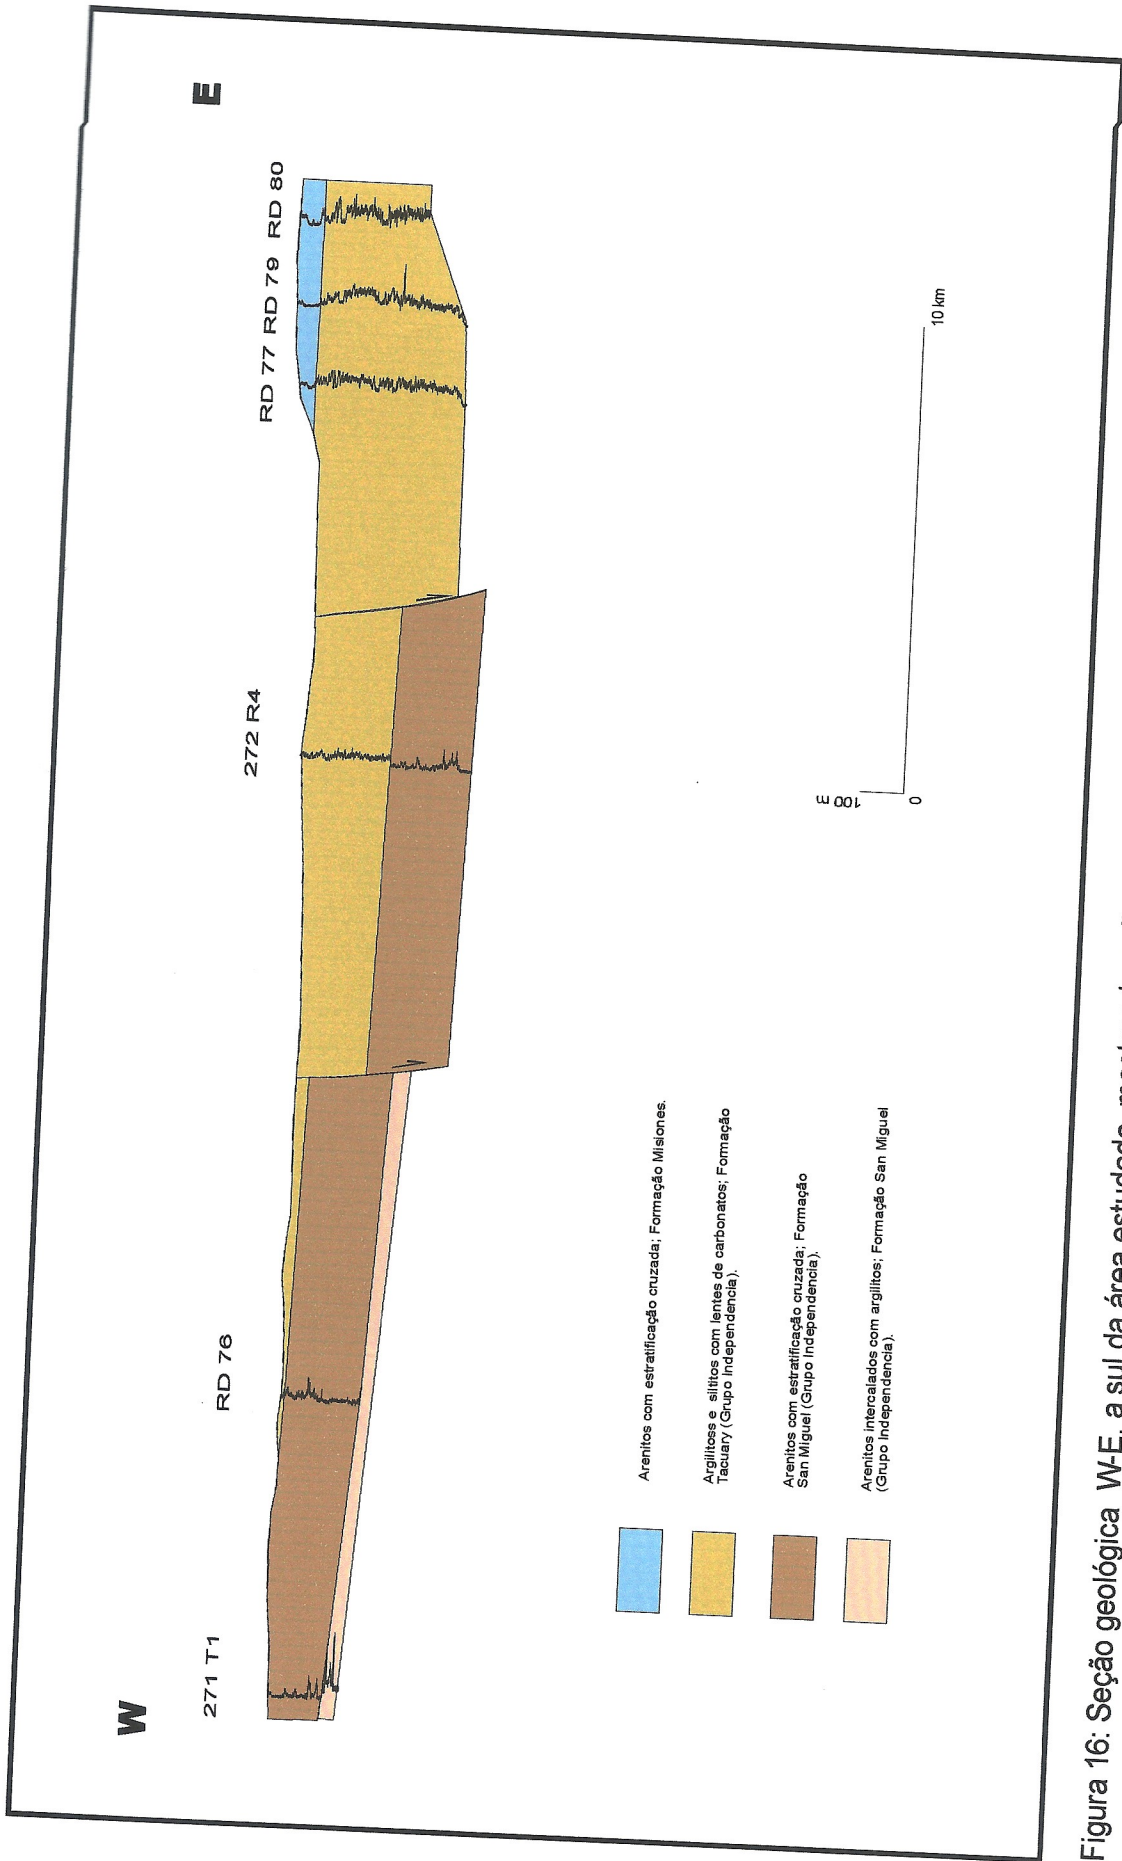 W
E
271 T1
RD 76
272 R4
RD 77 RD 79 RD 80
100 m
0
10 km
Arenitos com estratificação cruzada; Formação Misiones.
Argilitoss e siltitos com lentes de carbonatos; Formação
Tacuary (Grupo Independencia).
Arenitos com estratificação cruzada; Formação
San Miguel (Grupo Independencia).
Arenitos intercalados com argilitos; Formação San Miguel
(Grupo Independencia).
Figura 16: Seção geológica W-E, a sul da área estudada